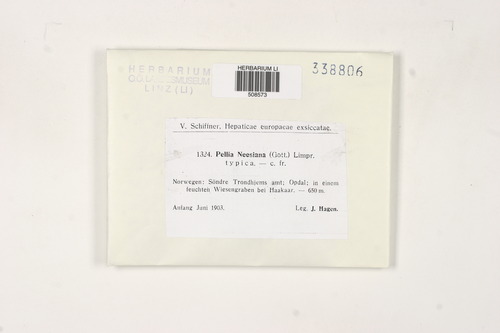 HERBARIUM
LINZ (LI)
HERBARIUM LI
508573
338806
V. Schiffner, Hepaticae europaeae exsiccatae.
1324. Pellia Neesiana (Gott.) Limpr.
typica. — c. fr.
Norwegen: Söndre Trondhjems amt; Opdal; in einem
feuchten Wiesengraben bei Haakaar. — 650 m.
Anfang Juni 1903.
Leg. J. Hagen.